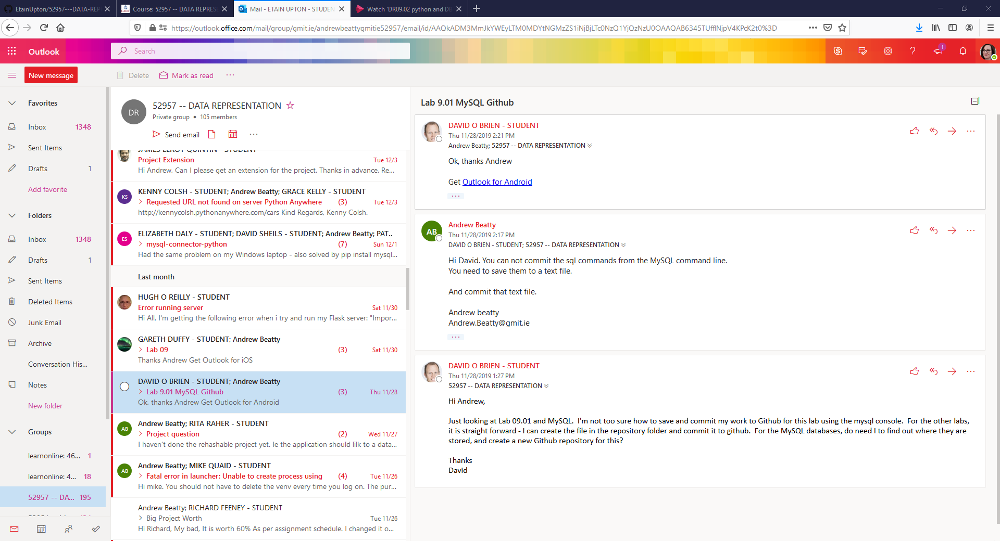 EtainUpton/52957---DATA-REP
Course: 52957 -- DATA REPRESE
Mail - ETAIN UPTON - STUDEN
Watch 'DR09.02 python and DB
https://outlook.office.com/mail/group/gmit.ie/andrewbeattygmitie52957/email/id/
Outlook
Search
1
New message
Delete
Mark as read
Favorites
Inbox 1348
Sent Items
Drafts 1
Add favorite
Folders
Inbox 1348
Drafts 1
Sent Items
Deleted Items
Junk Email
Archive
Conversation His...
Notes
New folder
Groups
learnonline: 46... 1
learnonline: 4... 18
52957 -- DA... 195
DR
52957 -- DATA REPRESENTATION
Private group • 105 members
Send email
JAMES LEROY QUINTIN - STUDENT
Project Extension Tue 12/3
Hi Andrew, Can I please get an extension for the project. Thanks in advance. Re...
KS
KENNY COLSH - STUDENT; Andrew Beatty; GRACE KELLY - STUDENT
Requested URL not found on server Python Anywhere (3) Tue 12/3
http://kennycolsh.pythonanywhere.com/cars Kind Regards, Kenny Colsh.
ES
ELIZABETH DALY - STUDENT; DAVID SHEILS - STUDENT; Andrew Beatty; PAT..
mysql-connector-python (7) Sun 12/1
Had the same problem on my Windows laptop - also solved by pip install mysql...
Last month
HUGH O REILLY - STUDENT
Error running server Sat 11/30
Hi All, I'm getting the following error when i try and run my Flask server: "Impor...
GARETH DUFFY - STUDENT; Andrew Beatty
Lab 09 (3) Sat 11/30
Thanks Andrew Get Outlook for iOS
DAVID O BRIEN - STUDENT; Andrew Beatty
Lab 9.01 MySQL Github (3) Thu 11/28
Ok, thanks Andrew Get Outlook for Android
AB
Andrew Beatty; RITA RAHER - STUDENT
Project question (2) Wed 11/27
I haven't done the rehashable project yet. Ie the application should lilk to a data...
AB
Andrew Beatty; MIKE QUAID - STUDENT
Fatal error in launcher: Unable to create process using (4) Tue 11/26
Hi mike. You should not have to delete the venv every time you log on. The pur...
Andrew Beatty; RICHARD FEENEY - STUDENT
Big Project Worth Tue 11/26
Hi Richard, My bad, It is worth 60% As per assignment schedule. I changed it o...
Lab 9.01 MySQL Github
DAVID O BRIEN - STUDENT
Thu 11/28/2019 2:21 PM
Andrew Beatty; 52957 -- DATA REPRESENTATION
Ok, thanks Andrew
Get Outlook for Android
...
AB
Andrew Beatty
Thu 11/28/2019 2:17 PM
DAVID O BRIEN - STUDENT; 52957 -- DATA REPRESENTATION
Hi David. You can not commit the sql commands from the MySQL command line.
You need to save them to a text file.
And commit that text file.
Andrew beatty
Andrew.Beatty@gmit.ie
...
DAVID O BRIEN - STUDENT
Thu 11/28/2019 1:27 PM
52957 -- DATA REPRESENTATION
Hi Andrew,
Just looking at Lab 09.01 and MySQL. I'm not too sure how to save and commit my work to Github for this lab using the mysql console. For the other labs,
it is straight forward - I can create the file in the repository folder and commit it to github. For the MySQL databases, do need I to find out where they are
stored, and create a new Github repository for this?
Thanks
David